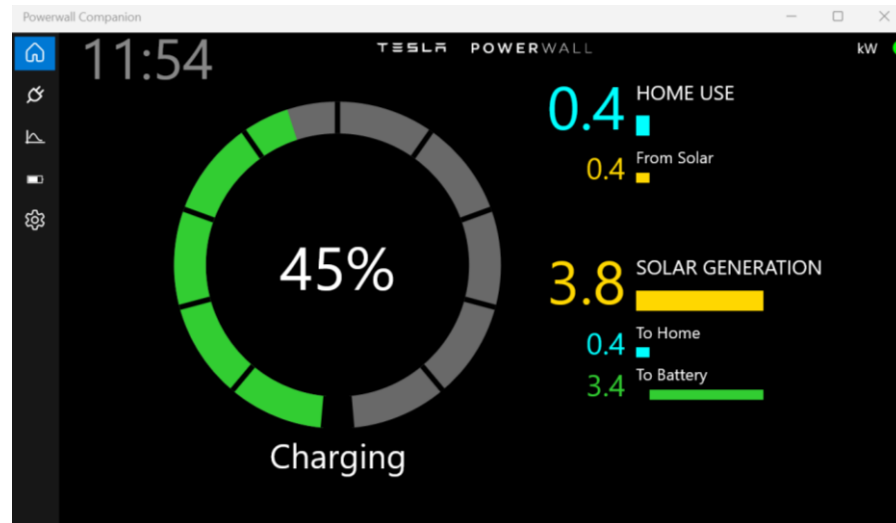 Powerwall Companion
11:54
TESLA POWERWALL
kW
0.4 HOME USE
0.4 From Solar
45%
3.8 SOLAR GENERATION
0.4 To Home
3.4 To Battery
Charging